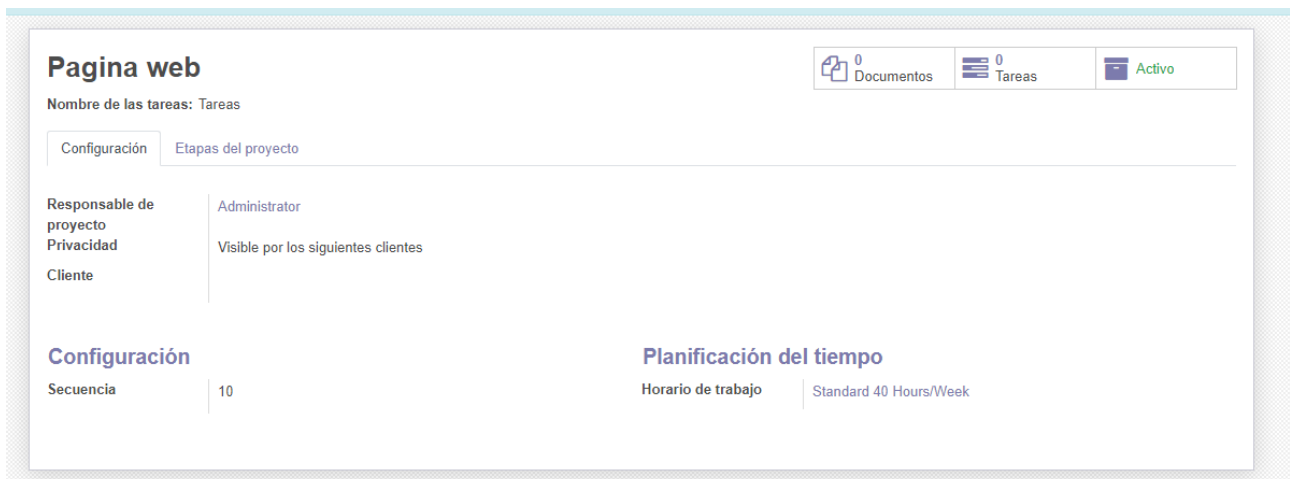 Pagina web
0
Documentos
0
Tareas
Activo
Nombre de las tareas: Tareas
Configuración Etapas del proyecto
Responsable de
proyecto
Administrator
Privacidad Visible por los siguientes clientes
Cliente
Configuración
Secuencia 10
Planificación del tiempo
Horario de trabajo Standard 40 Hours/Week